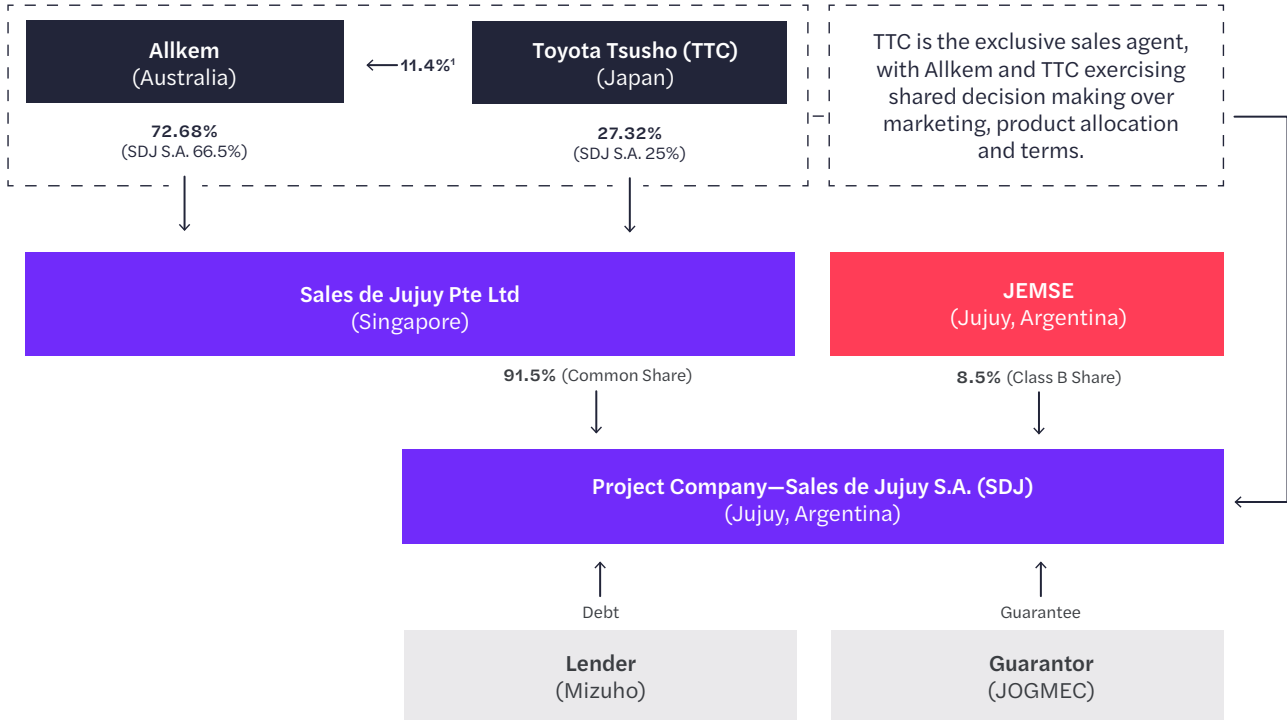 Allkem
(Australia)
11.4%¹
Toyota Tsusho (TTC)
(Japan)
TTC is the exclusive sales agent,
with Allkem and TTC exercising
shared decision making over
marketing, product allocation
and terms.
72.68%
(SDJ S.A. 66.5%)
27.32%
(SDJ S.A. 25%)
Sales de Jujuy Pte Ltd
(Singapore)
JEMSE
(Jujuy, Argentina)
91.5% (Common Share)
8.5% (Class B Share)
Project Company—Sales de Jujuy S.A. (SDJ)
(Jujuy, Argentina)
Debt
Guarantee
Lender
(Mizuho)
Guarantor
(JOGMEC)